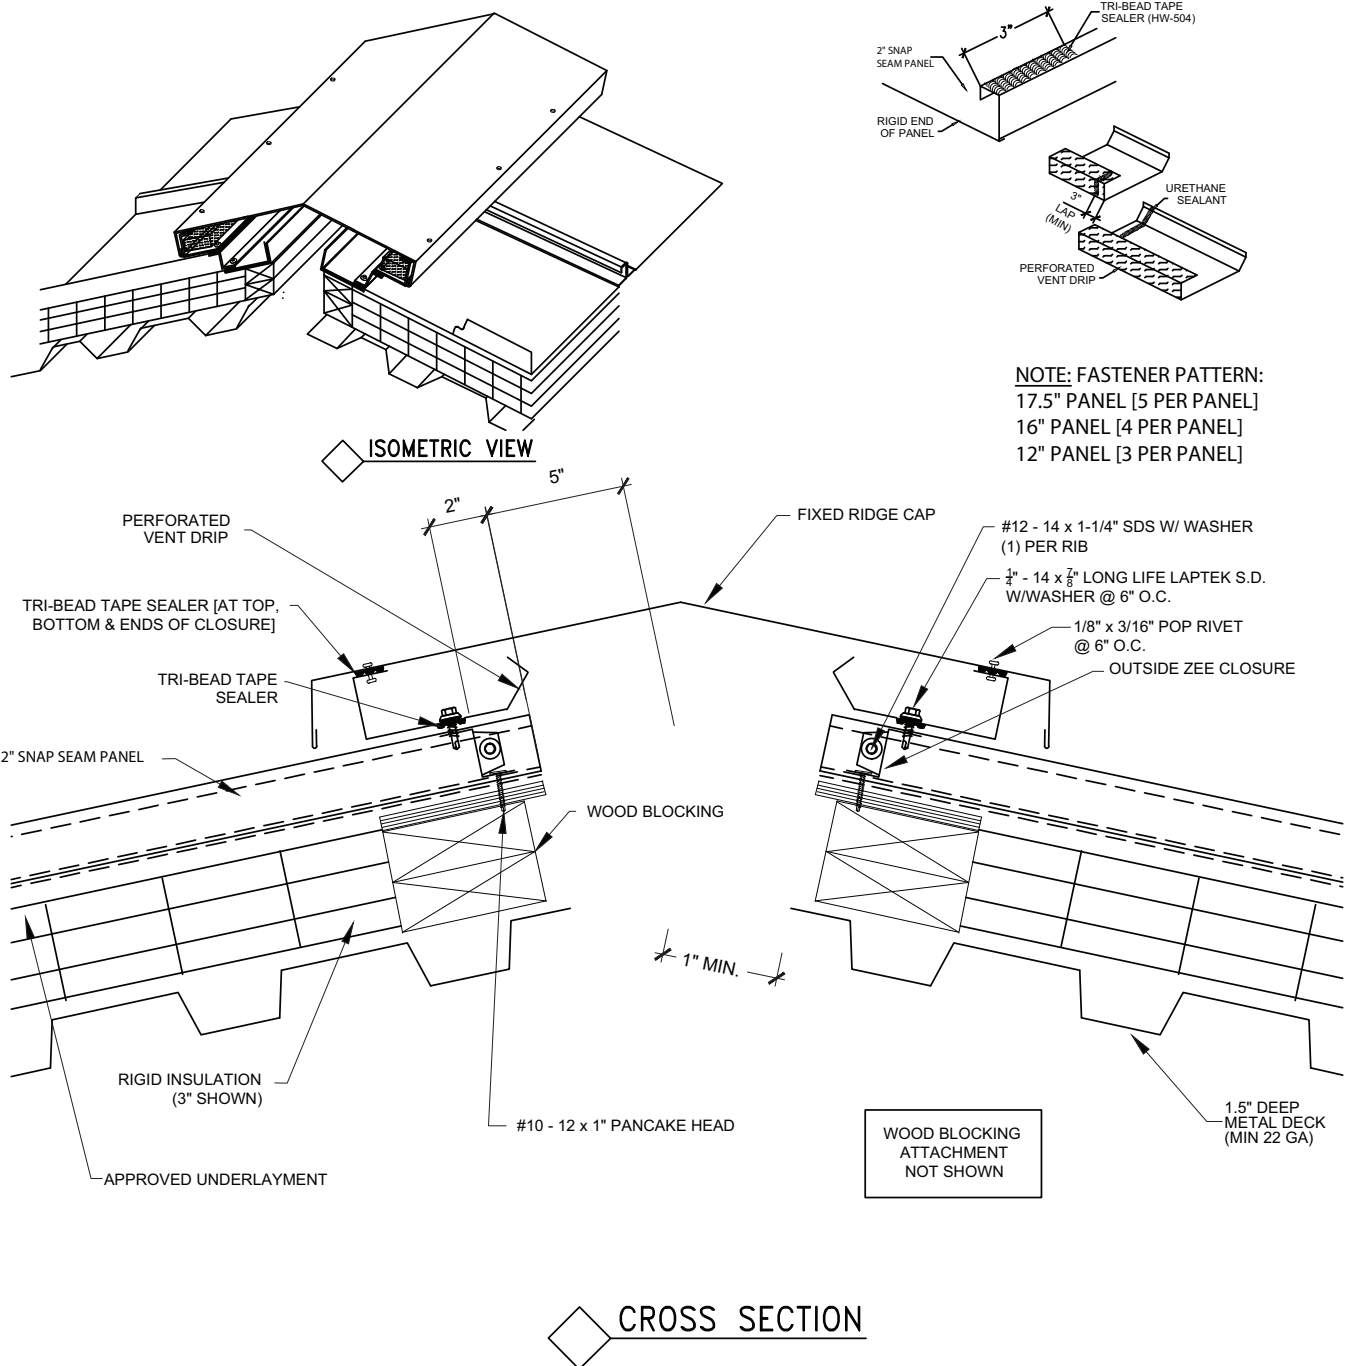 TRI-BEAD TAPE
SEALER (HW-504)
3"
2" SNAP
SEAM PANEL
RIGID END
OF PANEL
3"
LAP
(MIN)
URETHANE
SEALANT
PERFORATED
VENT DRIP
NOTE: FASTENER PATTERN:
17.5" PANEL [5 PER PANEL]
16" PANEL [4 PER PANEL]
12" PANEL [3 PER PANEL]
ISOMETRIC VIEW
2"
5"
PERFORATED
VENT DRIP
FIXED RIDGE CAP
#12 - 14 x 1-1/4" SDS W/ WASHER
(1) PER RIB
1/4" - 14 x 7/8" LONG LIFE LAPTEK S.D.
W/WASHER @ 6" O.C.
TRI-BEAD TAPE SEALER [AT TOP,
BOTTOM & ENDS OF CLOSURE]
1/8" x 3/16" POP RIVET
@ 6" O.C.
OUTSIDE ZEE CLOSURE
TRI-BEAD TAPE
SEALER
2" SNAP SEAM PANEL
WOOD BLOCKING
1" MIN.
RIGID INSULATION
(3" SHOWN)
#10 - 12 x 1" PANCAKE HEAD
1.5" DEEP
METAL DECK
(MIN 22 GA)
WOOD BLOCKING
ATTACHMENT
NOT SHOWN
APPROVED UNDERLAYMENT
CROSS SECTION